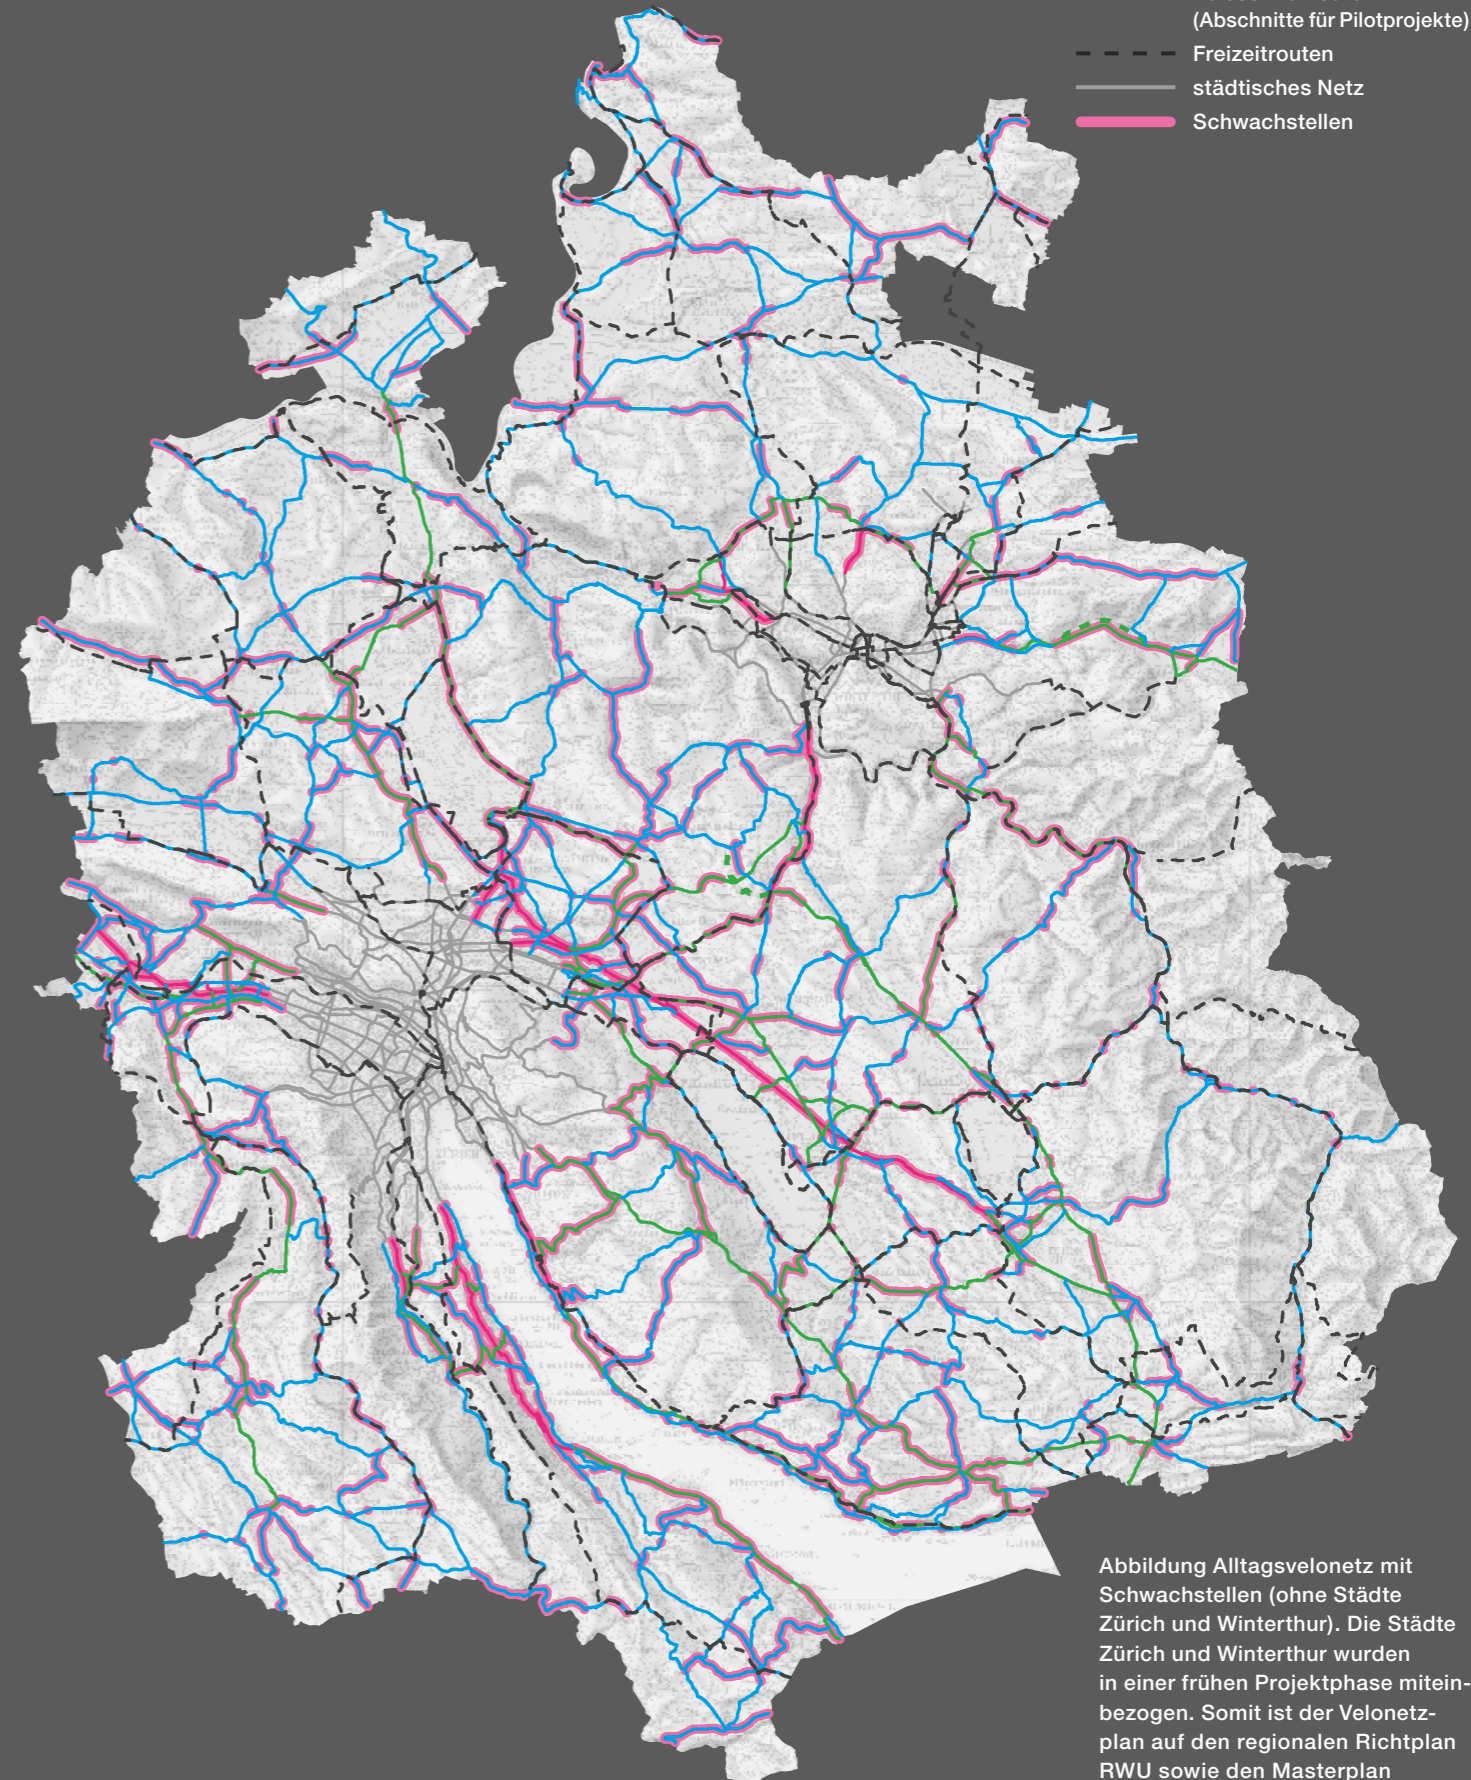 (Abschnitte für Pilotprojekte)
Freizeitrouten
städtisches Netz
Schwachstellen
Abbildung Alltagsvelonetz mit
Schwachstellen (ohne Städte
Zürich und Winterthur). Die Städte
Zürich und Winterthur wurden
in einer frühen Projektphase mitein-
bezogen. Somit ist der Velonetz-
plan auf den regionalen Richtplan
RWU sowie den Masterplan